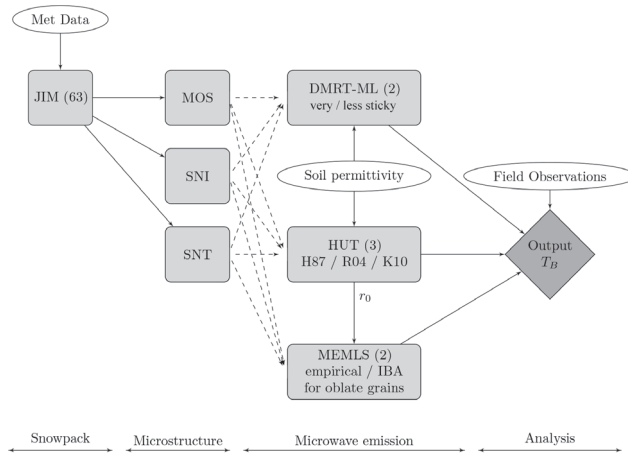 Met Data
JIM (63)
MOS
SNI
SNT
DMRT-ML (2)
very / less sticky
Soil permittivity
HUT (3)
H87 / R04 / K10
r₀
MEMLS (2)
empirical / IBA
for oblate grains
Field Observations
Output
T_B
Snowpack
Microstructure
Microwave emission
Analysis